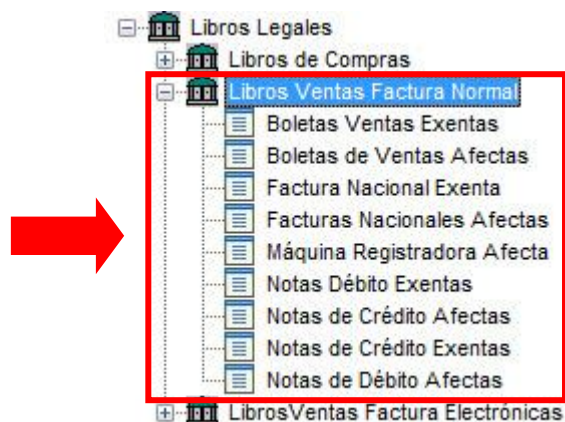 Libros Legales
Libros de Compras
Libros Ventas Factura Normal
Boletas Ventas Exentas
Boletas de Ventas Afectas
Factura Nacional Exenta
Facturas Nacionales Afectas
Máquina Registradora Afecta
Notas Débito Exentas
Notas de Crédito Afectas
Notas de Crédito Exentas
Notas de Débito Afectas
LibrosVentas Factura Electrónicas